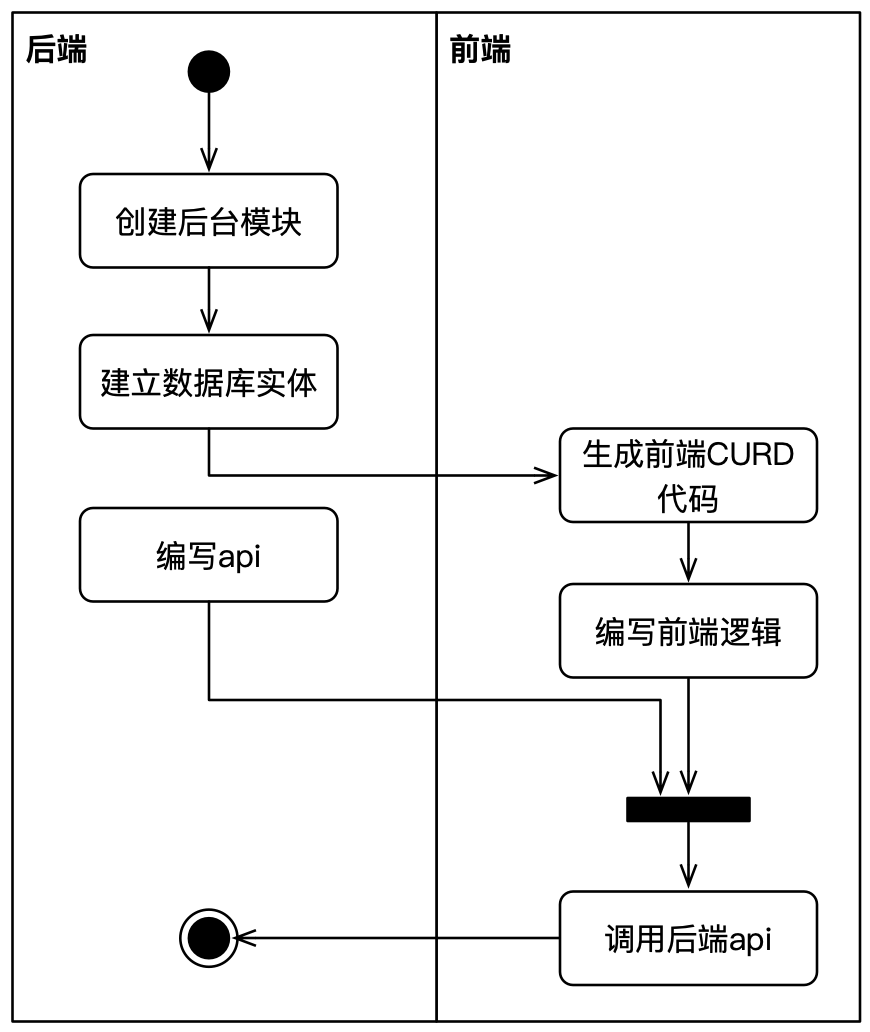 后端
前端
创建后台模块
建立数据库实体
生成前端CURD
代码
编写api
编写前端逻辑
调用后端api